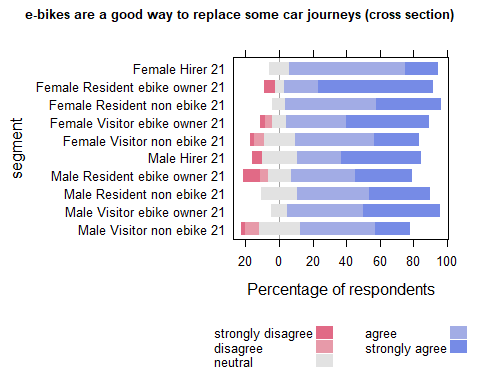 e-bikes are a good way to replace some car journeys (cross section)
Female Hirer 21
Female Resident ebike owner 21
Female Resident non ebike 21
Female Visitor ebike owner 21
Female Visitor non ebike 21
Male Hirer 21
Male Resident ebike owner 21
Male Resident non ebike 21
Male Visitor ebike owner 21
Male Visitor non ebike 21
segment
20 0 20 40 60 80 100
Percentage of respondents
strongly disagree agree
disagree strongly agree
neutral